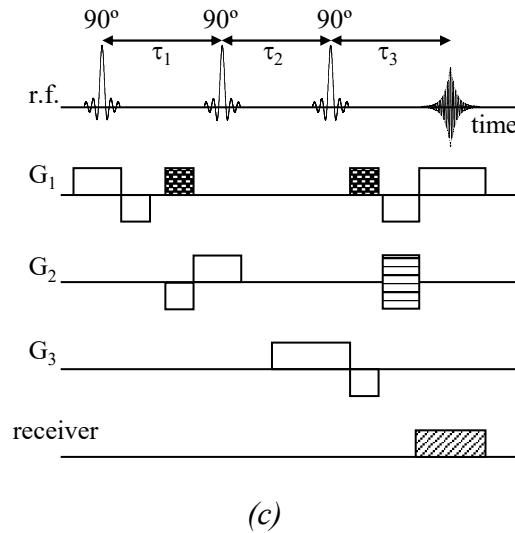 90º 90º 90º
τ1 τ2 τ3
r.f.
time
G1
G2
G3
receiver
(c)